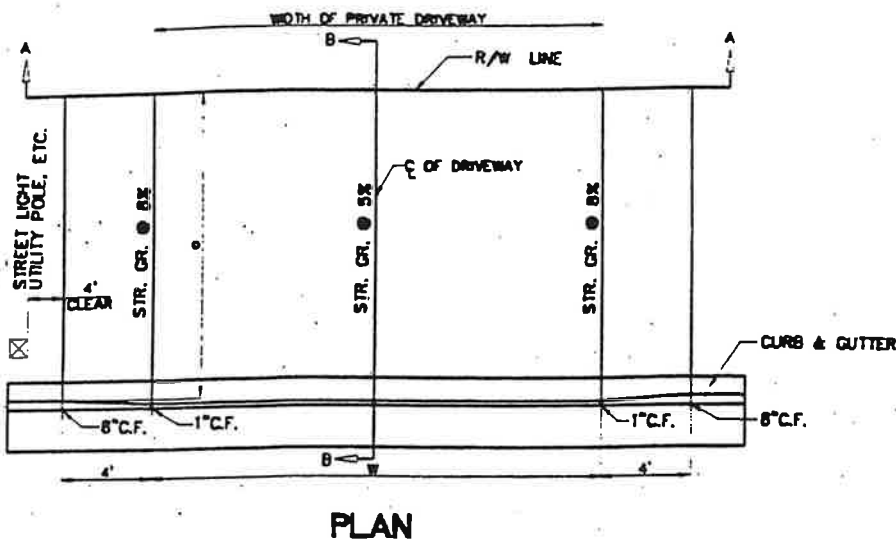 WIDTH OF PRIVATE DRIVEWAY
B
A
A
R/W LINE
STREET LIGHT
UTILITY POLE, ETC.
℄ OF DRIVEWAY
STR. GR. @ 8%
STR. GR. @ 5%
STR. GR. @ 8%
4'
CLEAR
CURB & GUTTER
8"C.F.
1"C.F.
1"C.F.
8"C.F.
4'
B
W
4'
PLAN